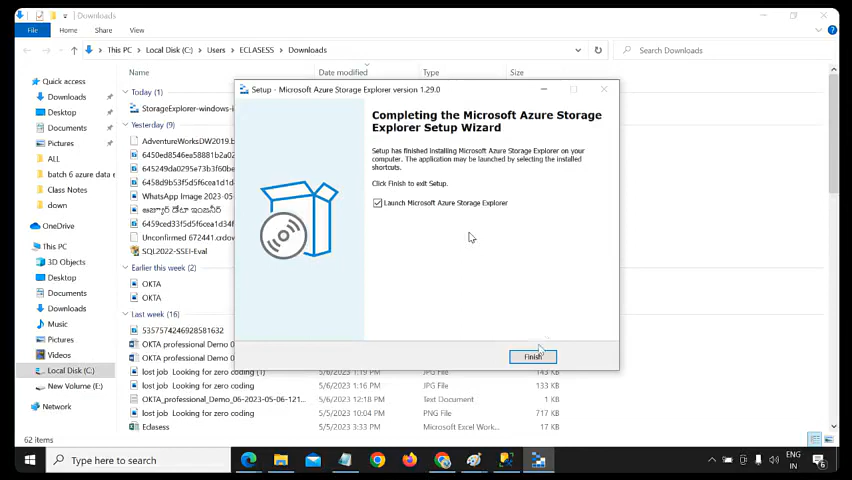 Downloads
File
Home
Share
View
This PC
Local Disk (C:)
Users
ECLASESS
Downloads
Search Downloads
Name
Date modified
Type
Size
Quick access
Downloads
Desktop
Documents
Pictures
ALL
batch 6 azure data
Class Notes
down
OneDrive
This PC
3D Objects
Desktop
Documents
Downloads
Music
Pictures
Videos
Local Disk (C:)
New Volume (E:)
Network
Today (1)
StorageExplorer-windows-i
Yesterday (9)
AdventureWorksDW2019.b
6450ed8546e58881b2a2
645249da0295e73b3f60be
6458d9b53f5d5f6cea1d1d
WhatsApp Image 2023-05
6459ced33f5d5f6cea1d
Unconfirmed 672441.crdow
SQL2022-SSEI-Eval
Earlier this week (2)
OKTA
OKTA
Last week (16)
5357574246928581632
OKTA professional Demo 0
OKTA professional Demo 0
lost job Looking for zero coding (1) 5/6/2023 1:19 PM JPG File 143 KB
lost job Looking for zero coding 5/6/2023 1:16 PM JPG File 133 KB
OKTA_professional_Demo_06-2023-05-06-121... 5/6/2023 12:18 PM Text Document 1 KB
lost job Looking for zero coding 5/5/2023 10:04 PM PNG File 717 KB
Eclasess 5/5/2023 3:33 PM Microsoft Excel Work... 17 KB
62 items
Setup - Microsoft Azure Storage Explorer version 1.29.0
Completing the Microsoft Azure Storage
Explorer Setup Wizard
Setup has finished installing Microsoft Azure Storage Explorer on your
computer. The application may be launched by selecting the installed
shortcuts.
Click Finish to exit Setup.
Launch Microsoft Azure Storage Explorer
Finish
Type here to search
ENG
IN
6